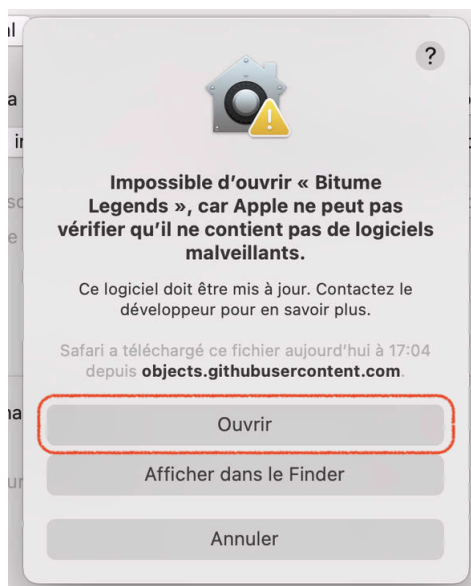 ?
Impossible d’ouvrir « Bitume
Legends », car Apple ne peut pas
vérifier qu’il ne contient pas de logiciels
malveillants.
Ce logiciel doit être mis à jour. Contactez le
développeur pour en savoir plus.
Safari a téléchargé ce fichier aujourd’hui à 17:04
depuis objects.githubusercontent.com.
Ouvrir
Afficher dans le Finder
Annuler